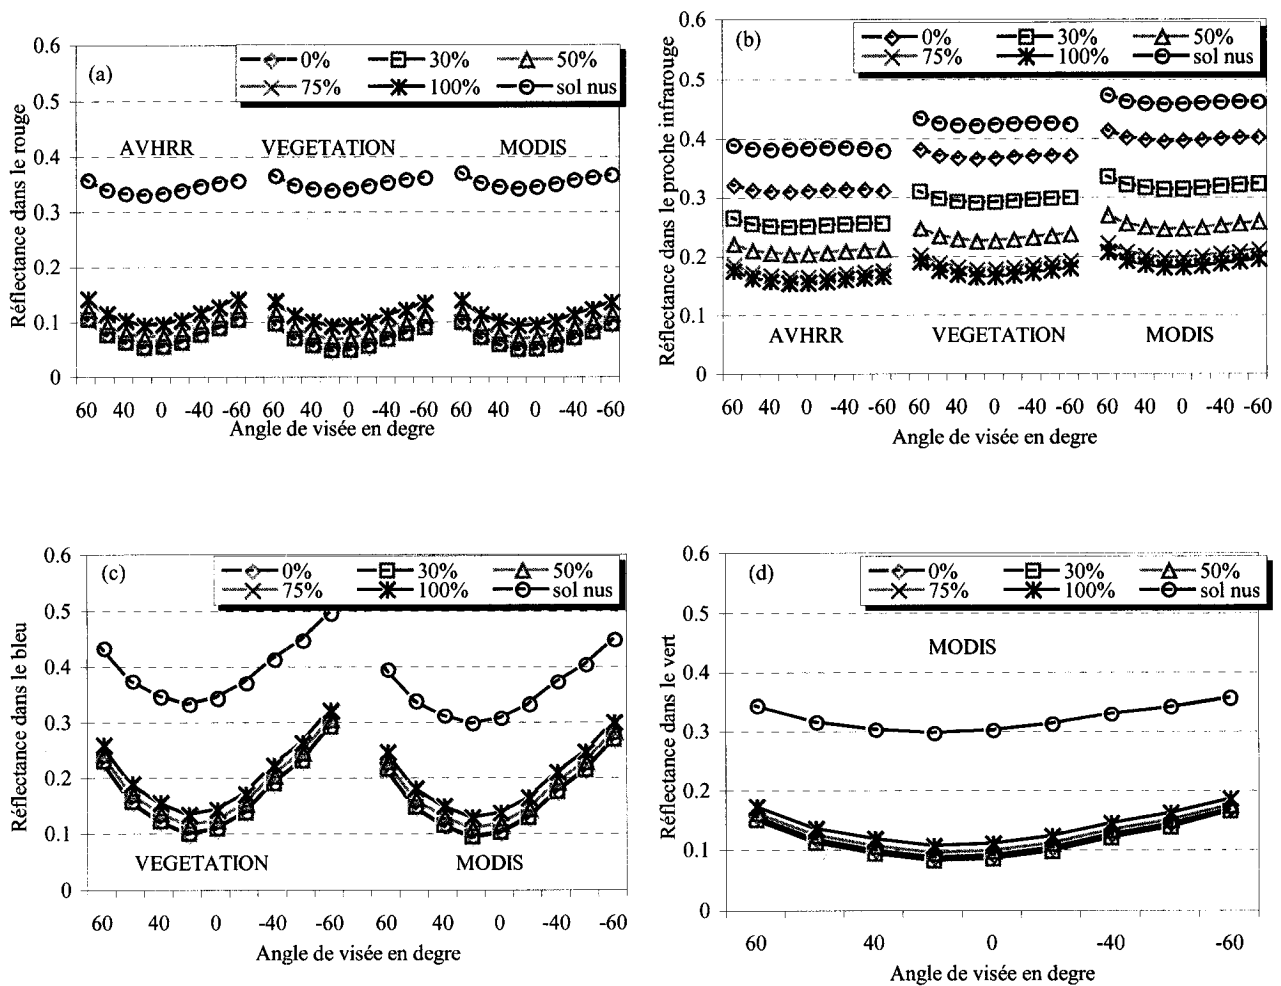 (a)
0% 30% 50%
75% 100% sol nus
AVHRR VEGETATION MODIS
Réflectance dans le rouge
0.6
0.5
0.4
0.3
0.2
0.1
0
60 40 0 -40 -60 60 40 0 -40 -60 60 40 0 -40 -60
Angle de visée en degre
(b)
0% 30% 50%
75% 100% sol nus
Réflectance dans le proche infrarouge
0.6
0.5
0.4
0.3
0.2
0.1
0
AVHRR VEGETATION MODIS
60 40 0 -40 -60 60 40 0 -40 -60 60 40 0 -40 -60
Angle de visée en degre
(c)
0% 30% 50%
75% 100% sol nus
Réflectance dans le bleu
0.6
0.5
0.4
0.3
0.2
0.1
0
VEGETATION MODIS
60 40 0 -40 -60 60 40 0 -40 -60
Angle de visée en degre
(d)
0% 30% 50%
75% 100% sol nus
MODIS
Réflectance dans le vert
0.6
0.5
0.4
0.3
0.2
0.1
0
60 40 0 -40 -60
Angle de visée en degre